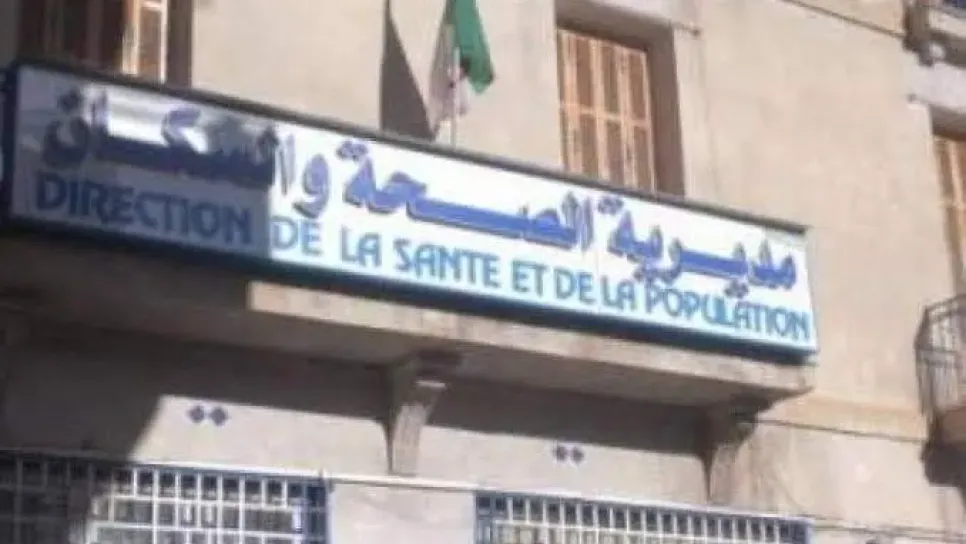 مديرية الصحة والسكان
DIRECTION DE LA SANTE ET DE LA POPULATION